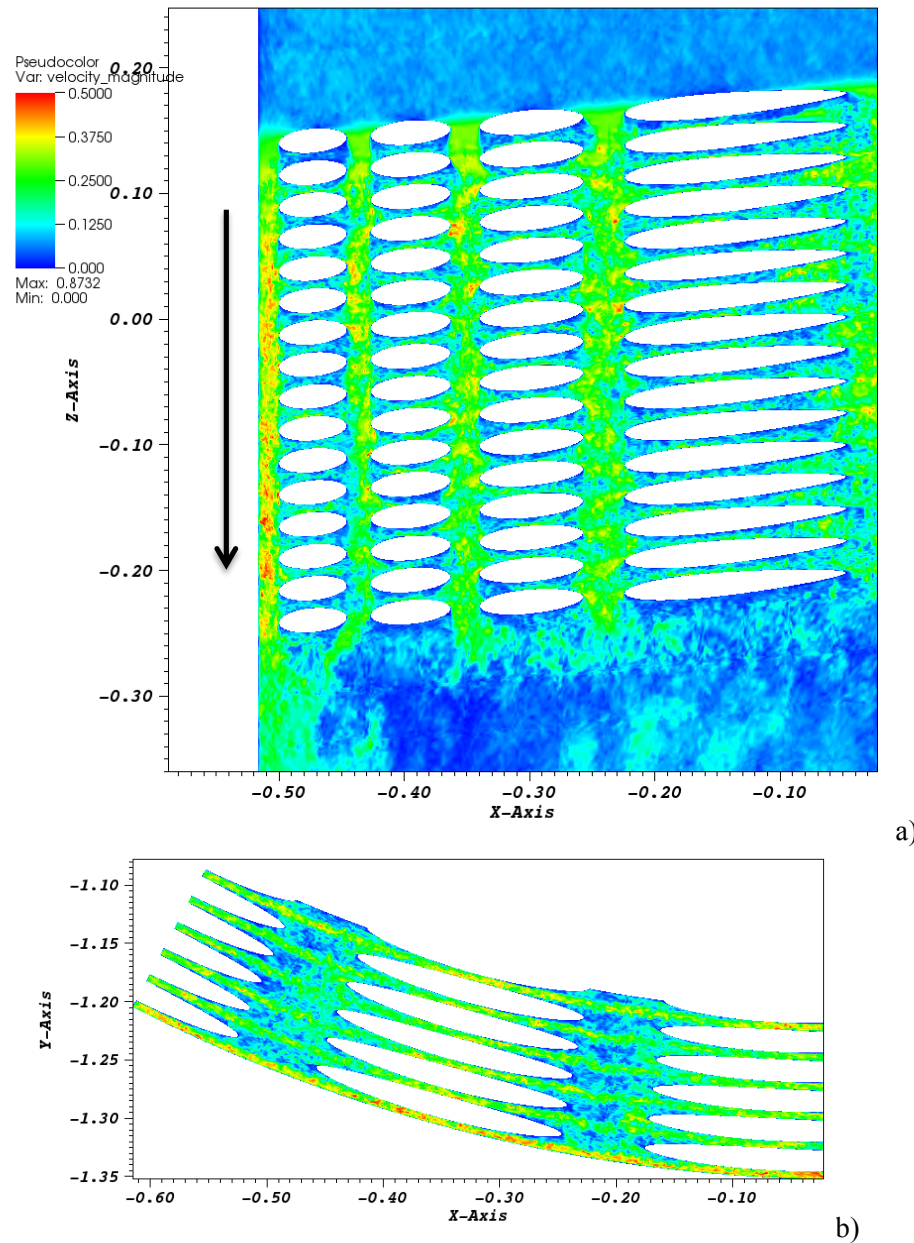 Pseudocolor
Var: velocity_magnitude
0.5000
0.3750
0.2500
0.1250
0.000
Max: 0.8732
Min: 0.000
0.20
0.10
0.00
-0.10
-0.20
-0.30
Z-Axis
-0.50 -0.40 -0.30 -0.20 -0.10
X-Axis
a)
-1.10
-1.15
-1.20
-1.25
-1.30
-1.35
Y-Axis
-0.60 -0.50 -0.40 -0.30 -0.20 -0.10
X-Axis
b)